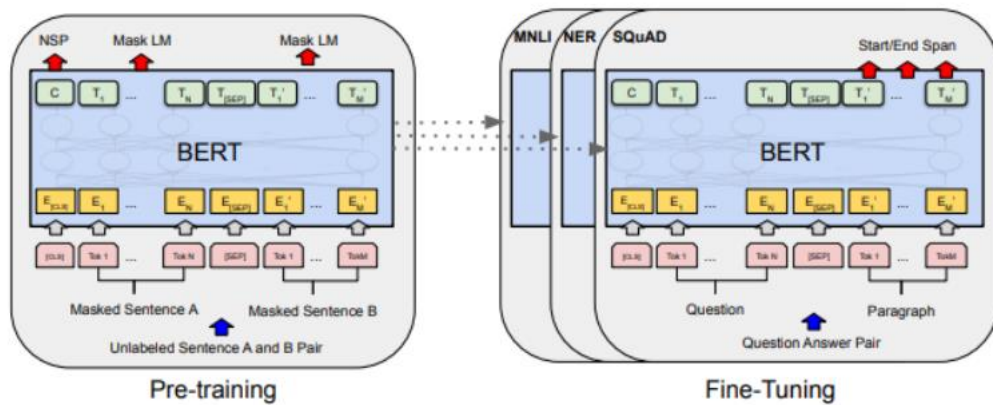 NSP Mask LM Mask LM
C T1 ... TN T[SEP] T1' ... TM'
BERT
E[CLS] E1 ... EN E[SEP] E1' ... EM'
[CLS] Tok 1 ... Tok N [SEP] Tok 1 ... TokM
Masked Sentence A Masked Sentence B
Unlabeled Sentence A and B Pair
Pre-training
MNLI NER SQuAD
Start/End Span
C T1 ... TN T[SEP] T1' ... TM'
BERT
E[CLS] E1 ... EN E[SEP] E1' ... EM'
[CLS] Tok 1 ... Tok N [SEP] Tok 1 ... TokM
Question Paragraph
Question Answer Pair
Fine-Tuning